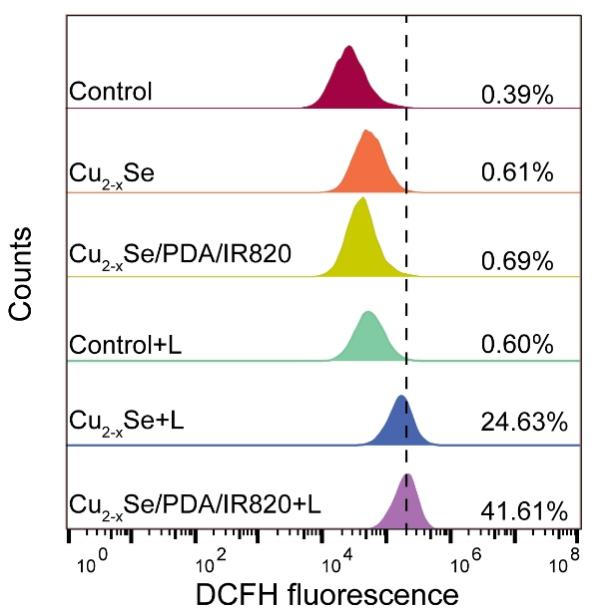 Control 0.39%
Cu2-xSe 0.61%
Cu2-xSe/PDA/IR820 0.69%
Control+L 0.60%
Cu2-xSe+L 24.63%
Cu2-xSe/PDA/IR820+L 41.61%
Counts
10^0 10^2 10^4 10^6 10^8
DCFH fluorescence